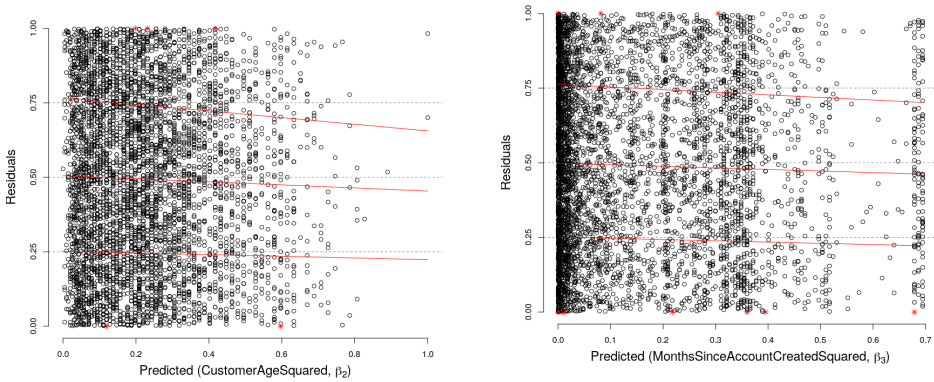 1.00
0.75
0.50
0.25
0.00
Residuals
0.0 0.2 0.4 0.6 0.8 1.0
Predicted (CustomerAgeSquared, β2)
1.00
0.75
0.50
0.25
0.00
Residuals
0.0 0.1 0.2 0.3 0.4 0.5 0.6 0.7
Predicted (MonthsSinceAccountCreatedSquared, β3)